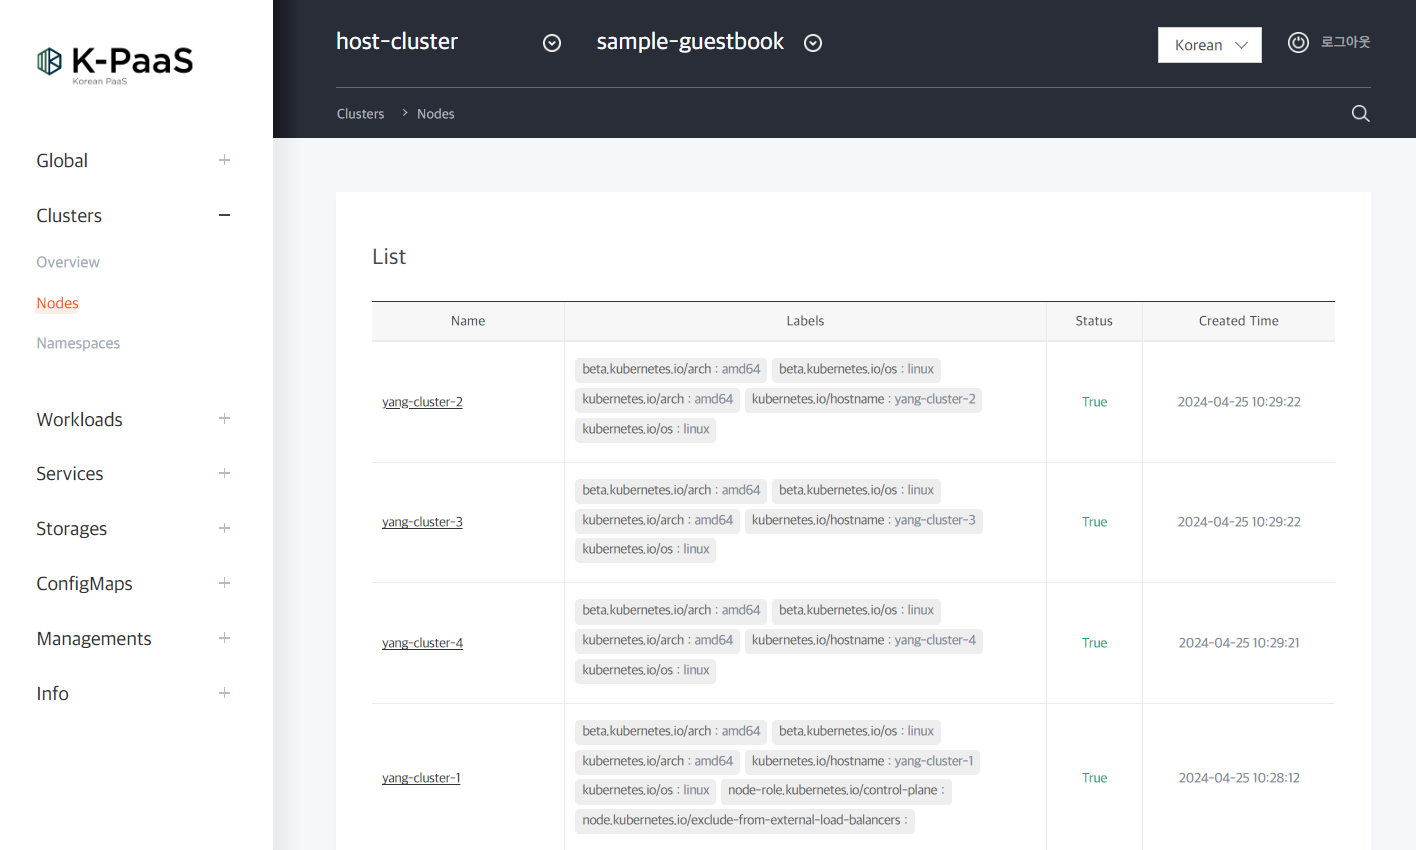 K-PaaS
Korean PaaS
host-cluster
sample-guestbook
Korean
로그아웃
Clusters > Nodes
Global
Clusters
Overview
Nodes
Namespaces
Workloads
Services
Storages
ConfigMaps
Managements
Info
List
Name Labels Status Created Time
beta.kubernetes.io/arch : amd64 beta.kubernetes.io/os : linux
yang-cluster-2 kubernetes.io/arch : amd64 kubernetes.io/hostname : yang-cluster-2 True 2024-04-25 10:29:22
kubernetes.io/os : linux
beta.kubernetes.io/arch : amd64 beta.kubernetes.io/os : linux
yang-cluster-3 kubernetes.io/arch : amd64 kubernetes.io/hostname : yang-cluster-3 True 2024-04-25 10:29:22
kubernetes.io/os : linux
beta.kubernetes.io/arch : amd64 beta.kubernetes.io/os : linux
yang-cluster-4 kubernetes.io/arch : amd64 kubernetes.io/hostname : yang-cluster-4 True 2024-04-25 10:29:21
kubernetes.io/os : linux
beta.kubernetes.io/arch : amd64 beta.kubernetes.io/os : linux
kubernetes.io/arch : amd64 kubernetes.io/hostname : yang-cluster-1
yang-cluster-1 kubernetes.io/os : linux node-role.kubernetes.io/control-plane : True 2024-04-25 10:28:12
node.kubernetes.io/exclude-from-external-load-balancers :